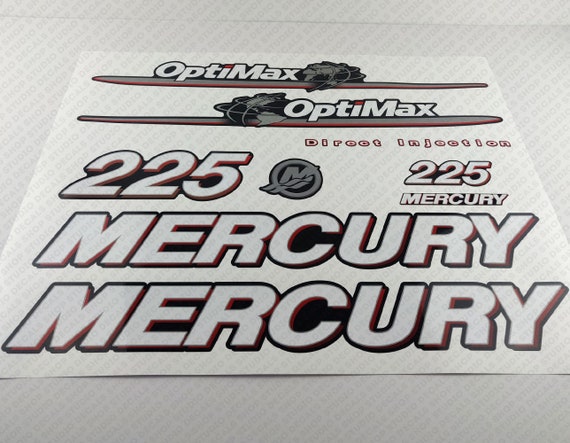 OptiMax
OptiMax
Direct Injection
225
225
MERCURY
MERCURY
MERCURY